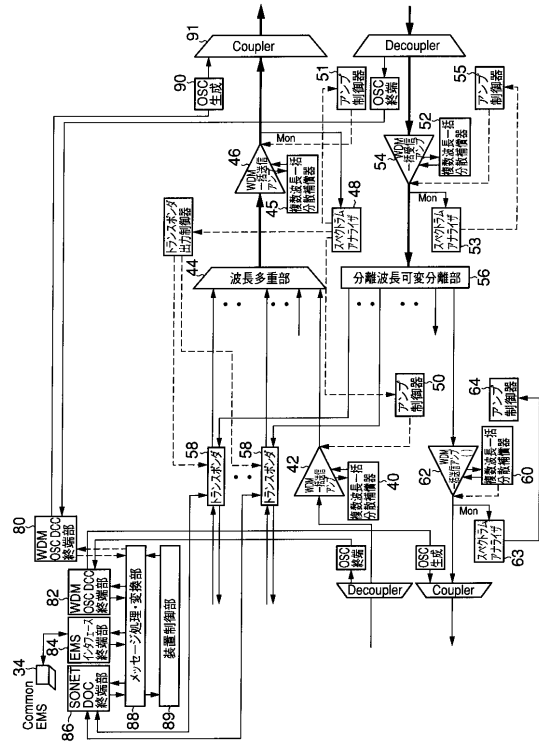 91
Coupler
Decoupler
90
OSC
生成
OSC
終端
51
アンプ
制御器
55
アンプ
制御器
Mon
46
WDM
一括送信
アンプ
45
複数波長一括
分散補償器
54
WDM
一括受信
アンプ
52
複数波長一括
分散補償器
Mon
48
スペクトラム
アナライザ
スペクトラム
アナライザ
53
トランスポンダ
出力制御器
44
波長多重部
分離波長可変分離部
56
58
トランスポンダ
58
トランスポンダ
42
WDM
一括送信
アンプ
複数波長一括
分散補償器
40
アンプ
制御器
50
64
アンプ
制御器
62
WDM
一括送信アンプ
複数波長一括
分散補償器
60
Mon
スペクトラム
アナライザ
63
OSC
終端
OSC
生成
Decoupler
Coupler
80
WDM
OSC DCC
終端部
82
WDM
OSC DCC
終端部
84
EMS
インタフェース
終端部
86
SONET
DOC
終端部
34
Common
EMS
88
メッセージ処理・変換部
89
装置制御部